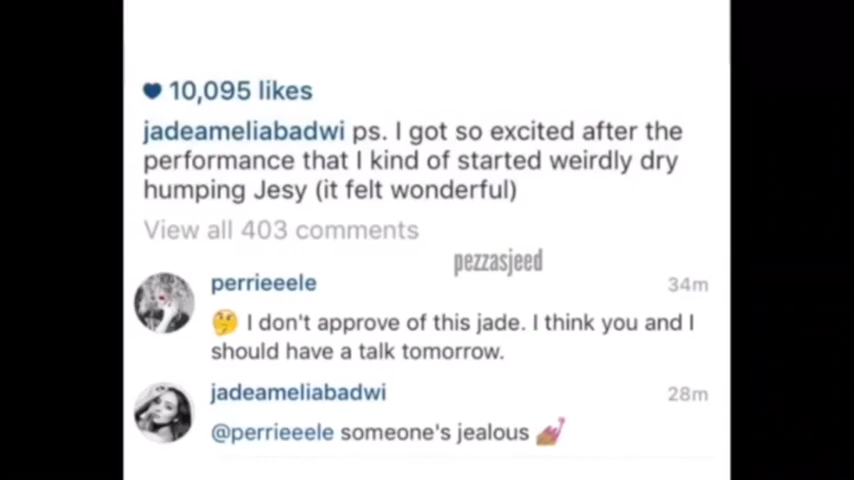 10,095 likes
jadeameliabadwi ps. I got so excited after the
performance that I kind of started weirdly dry
humping Jesy (it felt wonderful)
View all 403 comments
pezzasjeed
perrieeele 34m
🤔 I don't approve of this jade. I think you and I
should have a talk tomorrow.
jadeameliabadwi 28m
@perrieeele someone's jealous 💅🏽